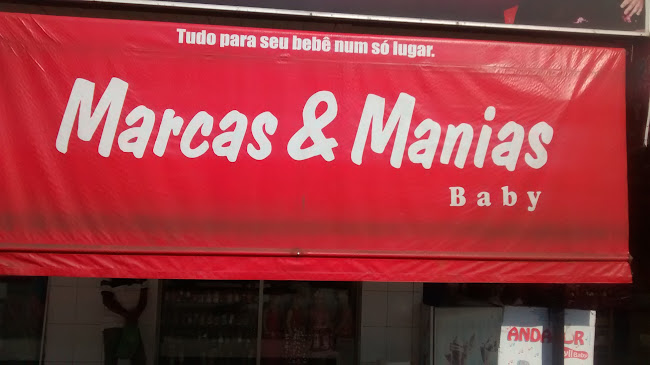 Tudo para seu bebê num só lugar.
Marcas & Manias
Baby